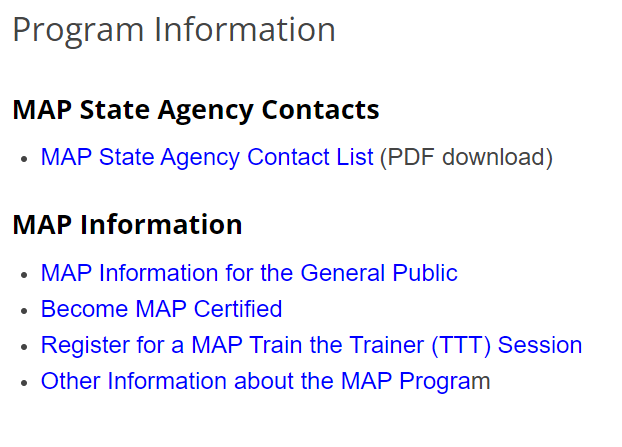 Program Information
MAP State Agency Contacts
• MAP State Agency Contact List (PDF download)
MAP Information
• MAP Information for the General Public
• Become MAP Certified
• Register for a MAP Train the Trainer (TTT) Session
• Other Information about the MAP Program